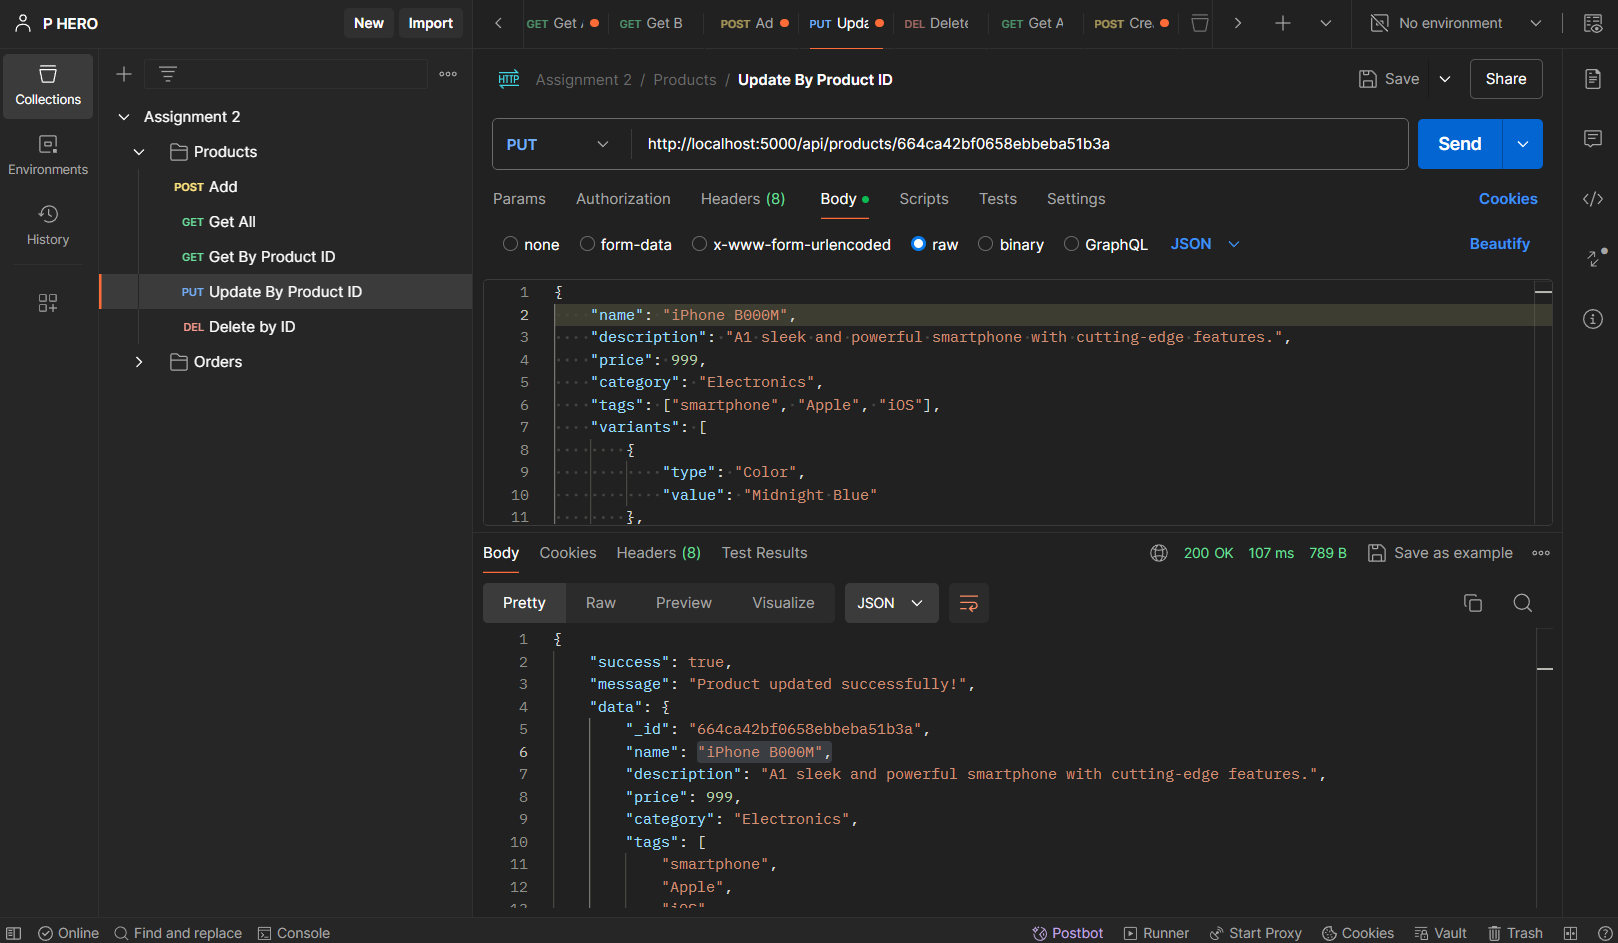 P HERO
New
Import
GET Get
GET Get B
POST Ad
PUT Upda
DEL Delete
GET Get A
POST Cre
No environment
Collections
Environments
History
Assignment 2
Products
POST Add
GET Get All
GET Get By Product ID
PUT Update By Product ID
DEL Delete by ID
Orders
HTTP Assignment 2 / Products / Update By Product ID
Save
Share
PUT http://localhost:5000/api/products/664ca42bf0658ebbeba51b3a
Send
Params Authorization Headers (8) Body Scripts Tests Settings Cookies
none form-data x-www-form-urlencoded raw binary GraphQL JSON Beautify
1 {
2 "name": "iPhone B000M",
3 "description": "A1 sleek and powerful smartphone with cutting-edge features.",
4 "price": 999,
5 "category": "Electronics",
6 "tags": ["smartphone", "Apple", "iOS"],
7 "variants": [
8 {
9 "type": "Color",
10 "value": "Midnight Blue"
11 },
Body Cookies Headers (8) Test Results 200 OK 107 ms 789 B Save as example
Pretty Raw Preview Visualize JSON
1 {
2 "success": true,
3 "message": "Product updated successfully!",
4 "data": {
5 "_id": "664ca42bf0658ebbeba51b3a",
6 "name": "iPhone B000M",
7 "description": "A1 sleek and powerful smartphone with cutting-edge features.",
8 "price": 999,
9 "category": "Electronics",
10 "tags": [
11 "smartphone",
12 "Apple",
13 "iOS"
Online Find and replace Console Postbot Runner Start Proxy Cookies Vault Trash